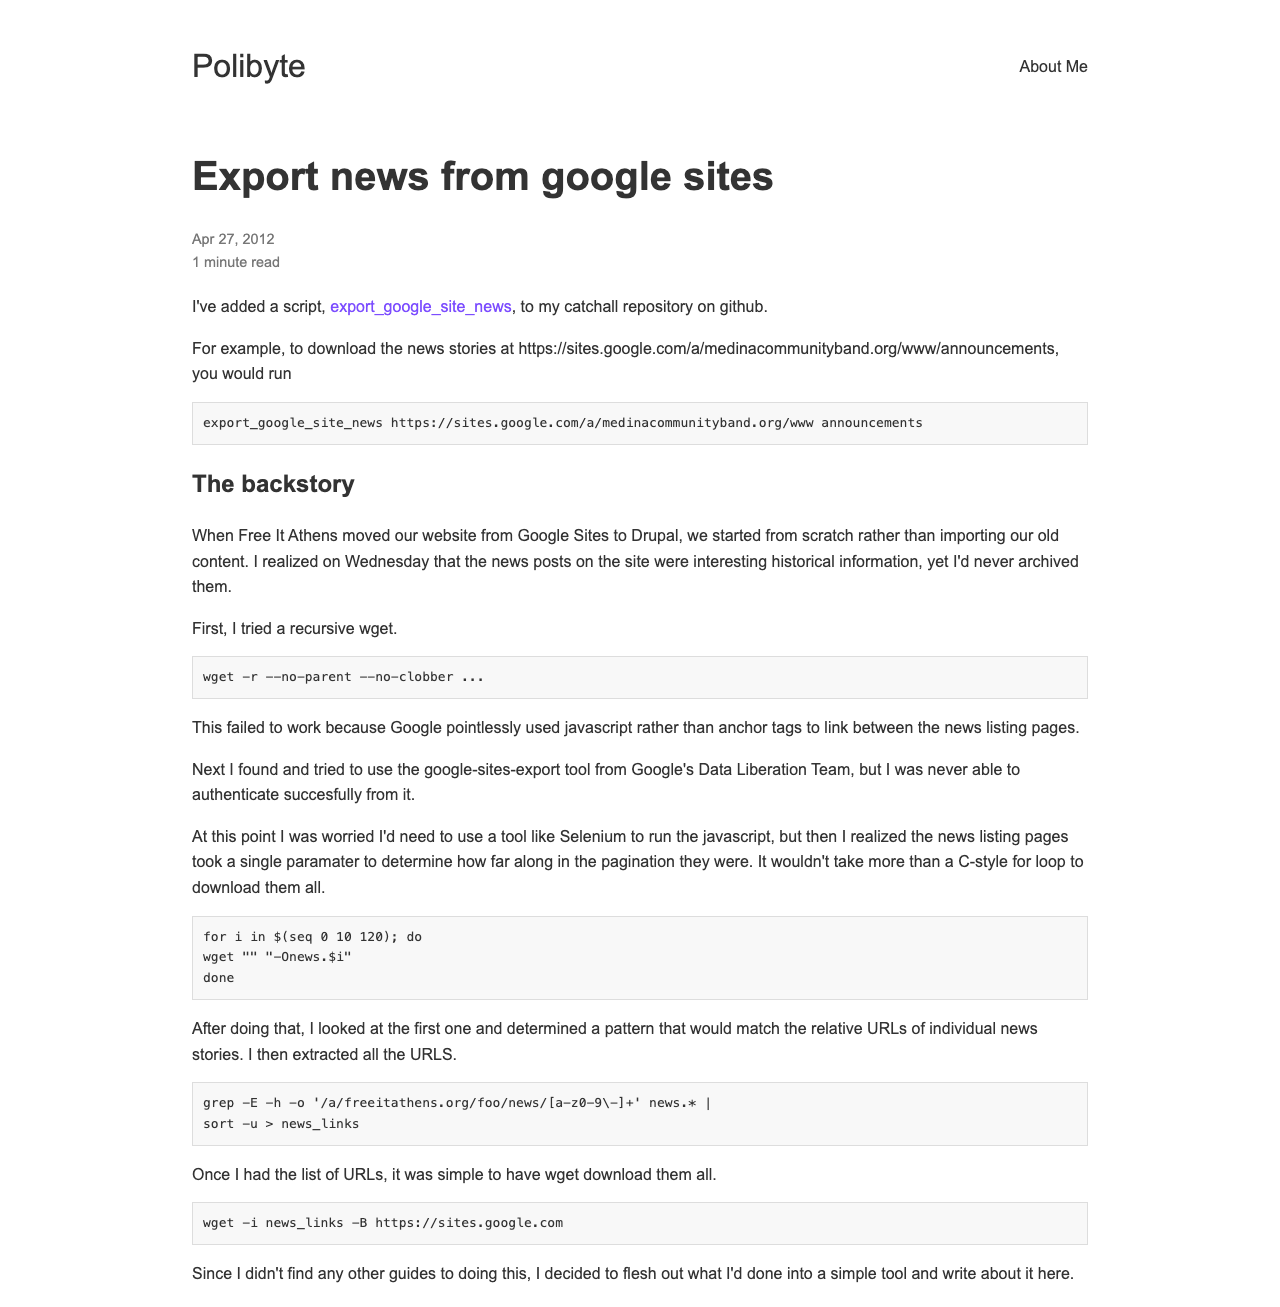 Polibyte
About Me
Export news from google sites
Apr 27, 2012
1 minute read
I've added a script, export_google_site_news, to my catchall repository on github.
For example, to download the news stories at https://sites.google.com/a/medinacommunityband.org/www/announcements,
you would run
export_google_site_news https://sites.google.com/a/medinacommunityband.org/www announcements
The backstory
When Free It Athens moved our website from Google Sites to Drupal, we started from scratch rather than importing our old
content. I realized on Wednesday that the news posts on the site were interesting historical information, yet I'd never archived
them.
First, I tried a recursive wget.
wget -r --no-parent --no-clobber ...
This failed to work because Google pointlessly used javascript rather than anchor tags to link between the news listing pages.
Next I found and tried to use the google-sites-export tool from Google's Data Liberation Team, but I was never able to
authenticate succesfully from it.
At this point I was worried I'd need to use a tool like Selenium to run the javascript, but then I realized the news listing pages
took a single paramater to determine how far along in the pagination they were. It wouldn't take more than a C-style for loop to
download them all.
for i in $(seq 0 10 120); do
wget "" "-Onews.$i"
done
After doing that, I looked at the first one and determined a pattern that would match the relative URLs of individual news
stories. I then extracted all the URLS.
grep -E -h -o '/a/freeitathens.org/foo/news/[a-z0-9\-]+' news.* |
sort -u > news_links
Once I had the list of URLs, it was simple to have wget download them all.
wget -i news_links -B https://sites.google.com
Since I didn't find any other guides to doing this, I decided to flesh out what I'd done into a simple tool and write about it here.